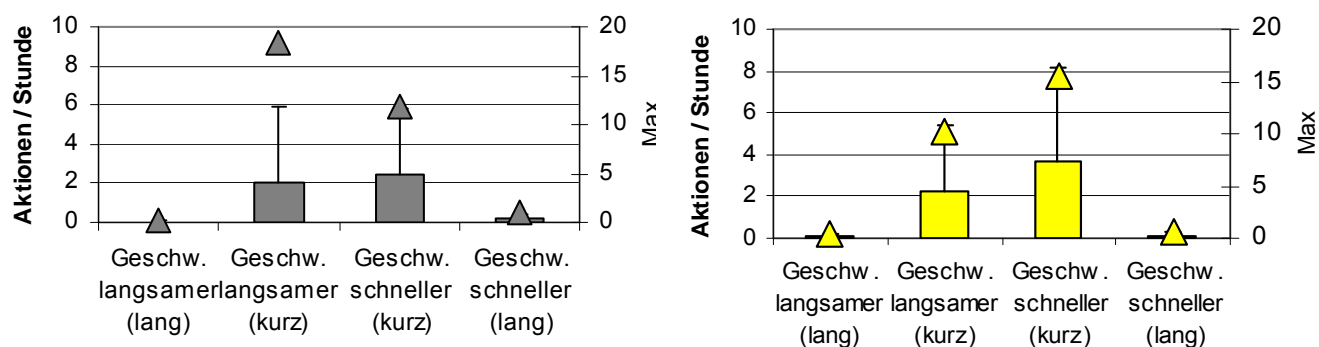 Aktionen / Stunde
10
8
6
4
2
0
20
15
10
5
0
Max
Geschw. Geschw. Geschw. Geschw.
langsamer langsamer schneller schneller
(lang) (kurz) (kurz) (lang)
Aktionen / Stunde
10
8
6
4
2
0
20
15
10
5
0
Max
Geschw. Geschw. Geschw. Geschw.
langsamer langsamer schneller schneller
(lang) (kurz) (kurz) (lang)